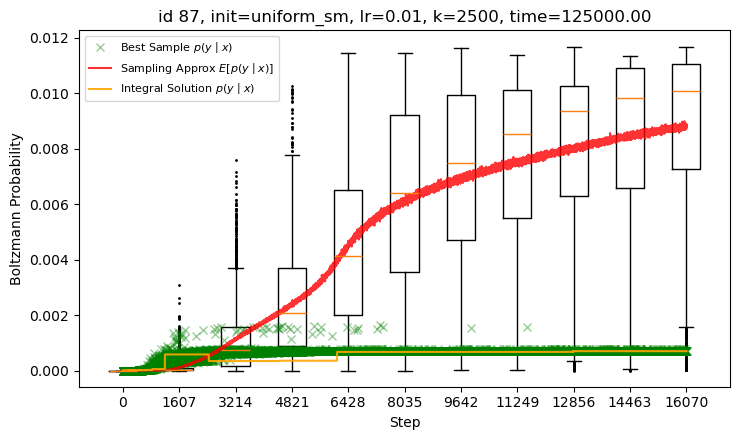 id 87, init=uniform_sm, lr=0.01, k=2500, time=125000.00
Best Sample p(y | x)
Sampling Approx E[p(y | x)]
Integral Solution p(y | x)
Boltzmann Probability
0.012
0.010
0.008
0.006
0.004
0.002
0.000
0 1607 3214 4821 6428 8035 9642 11249 12856 14463 16070
Step